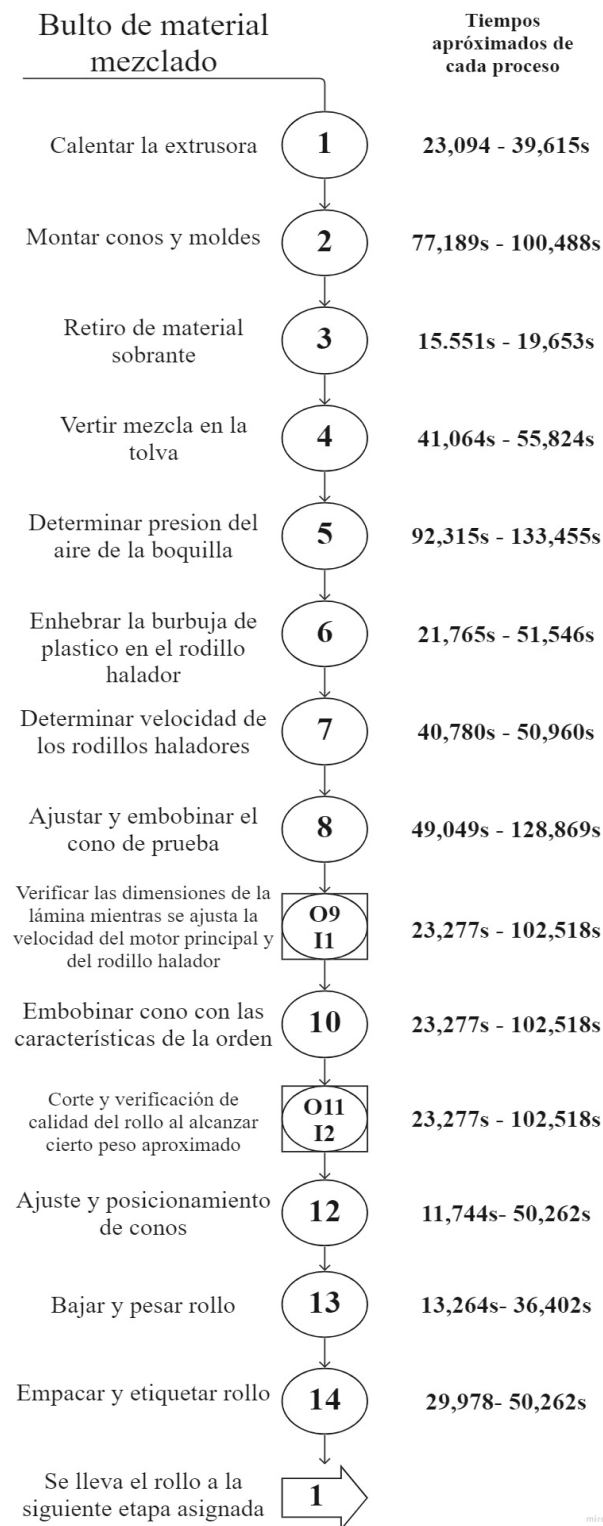 Bulto de material
mezclado
Tiempos
apróximados de
cada proceso
Calentar la extrusora
1
23,094 - 39,615s
Montar conos y moldes
2
77,189s - 100,488s
Retiro de material
sobrante
3
15.551s - 19,653s
Vertir mezcla en la
tolva
4
41,064s - 55,824s
Determinar presion del
aire de la boquilla
5
92,315s - 133,455s
Enhebrar la burbuja de
plastico en el rodillo
halador
6
21,765s - 51,546s
Determinar velocidad de
los rodillos haladores
7
40,780s - 50,960s
Ajustar y embobinar el
cono de prueba
8
49,049s - 128,869s
Verificar las dimensiones de la
lámina mientras se ajusta la
velocidad del motor principal y
del rodillo halador
O9
I1
23,277s - 102,518s
Embobinar cono con las
características de la orden
10
23,277s - 102,518s
Corte y verificación de
calidad del rollo al alcanzar
cierto peso aproximado
O11
I2
23,277s - 102,518s
Ajuste y posicionamiento
de conos
12
11,744s- 50,262s
Bajar y pesar rollo
13
13,264s- 36,402s
Empacar y etiquetar rollo
14
29,978- 50,262s
Se lleva el rollo a la
siguiente etapa asignada
1
miro